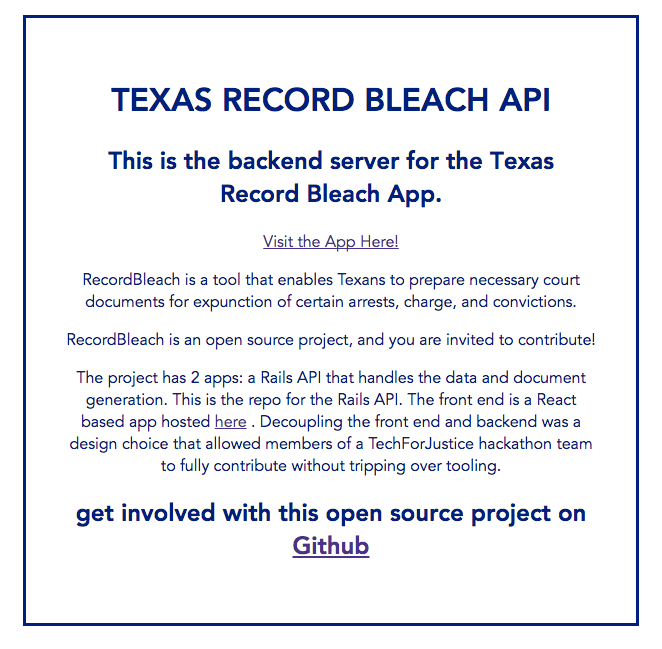 TEXAS RECORD BLEACH API
This is the backend server for the Texas
Record Bleach App.
Visit the App Here!
RecordBleach is a tool that enables Texans to prepare necessary court
documents for expunction of certain arrests, charge, and convictions.
RecordBleach is an open source project, and you are invited to contribute!
The project has 2 apps: a Rails API that handles the data and document
generation. This is the repo for the Rails API. The front end is a React
based app hosted here . Decoupling the front end and backend was a
design choice that allowed members of a TechForJustice hackathon team
to fully contribute without tripping over tooling.
get involved with this open source project on
Github